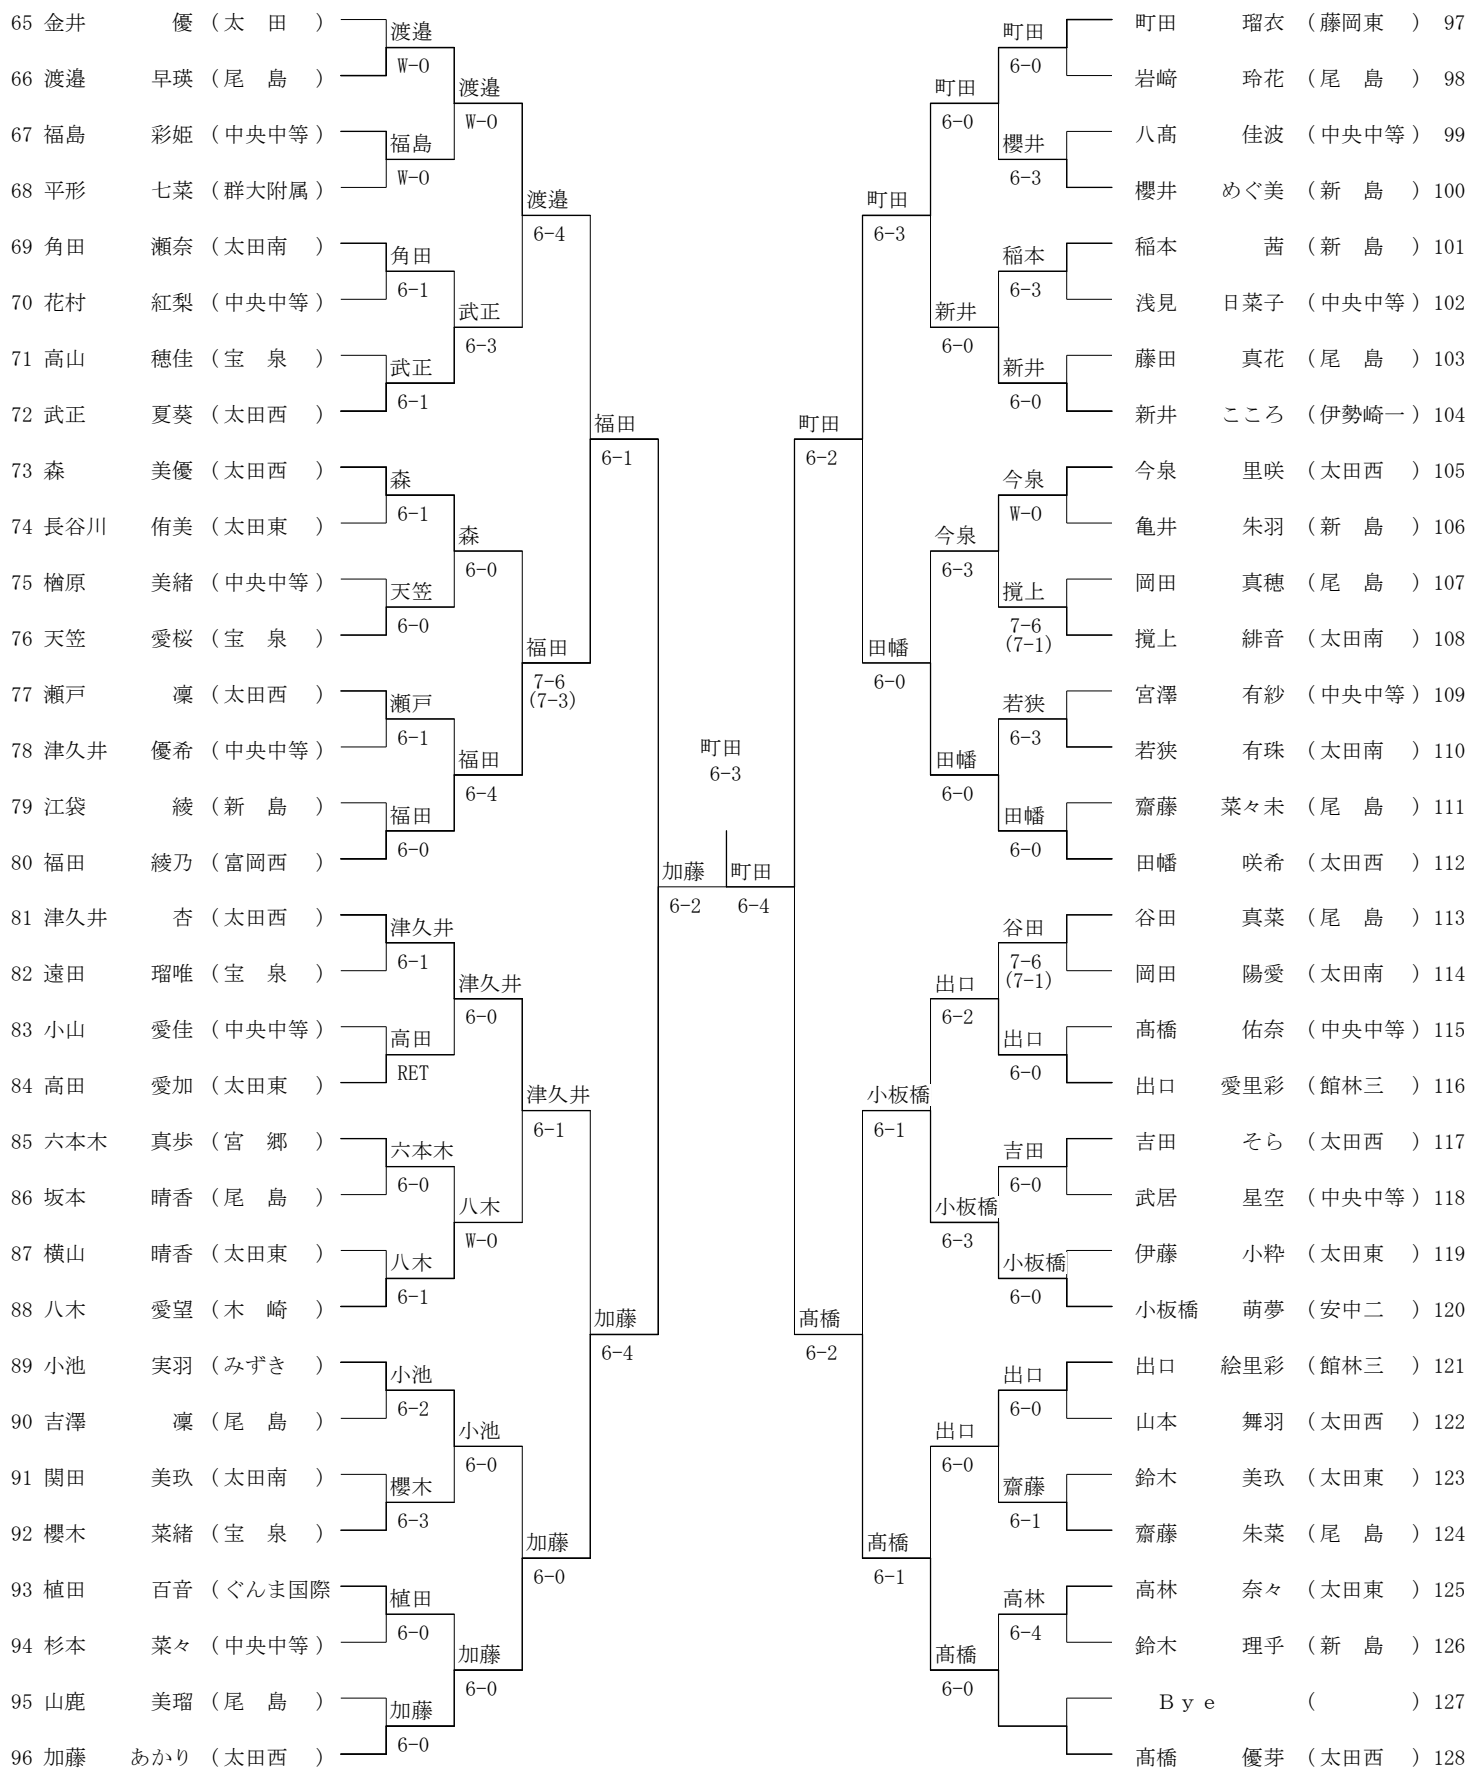 65 金井 優 （太 田 ）
66 渡邉 早瑛 （尾 島 ）
67 福島 彩姫 （中央中等 ）
68 平形 七菜 （群大附属 ）
69 角田 瀬奈 （太田南 ）
70 花村 紅梨 （中央中等 ）
71 高山 穂佳 （宝 泉 ）
72 武正 夏葵 （太田西 ）
73 森 美優 （太田西 ）
74 長谷川 侑美 （太田東 ）
75 楢原 美緒 （中央中等 ）
76 天笠 愛桜 （宝 泉 ）
77 瀬戸 凜 （太田西 ）
78 津久井 優希 （中央中等 ）
79 江袋 綾 （新 島 ）
80 福田 綾乃 （富岡西 ）
81 津久井 杏 （太田西 ）
82 遠田 瑠唯 （宝 泉 ）
83 小山 愛佳 （中央中等 ）
84 高田 愛加 （太田東 ）
85 六本木 真歩 （宮 郷 ）
86 坂本 晴香 （尾 島 ）
87 横山 晴香 （太田東 ）
88 八木 愛望 （木 崎 ）
89 小池 実羽 （みずき ）
90 吉澤 凜 （尾 島 ）
91 関田 美玖 （太田南 ）
92 櫻木 菜緒 （宝 泉 ）
93 植田 百音 （ぐんま国際
94 杉本 菜々 （中央中等 ）
95 山鹿 美瑠 （尾 島 ）
96 加藤 あかり （太田西 ）
渡邉
W-0
福島
W-0
角田
6-1
武正
6-1
森
6-1
天笠
6-0
瀬戸
6-1
福田
6-0
津久井
6-1
高田
RET
六本木
6-0
八木
6-1
小池
6-2
櫻木
6-3
植田
6-0
加藤
6-0
渡邉
W-0
武正
6-3
森
6-0
福田
6-4
津久井
6-0
八木
W-0
小池
6-0
加藤
6-0
渡邉
6-4
福田
7-6
(7-3)
津久井
6-1
加藤
6-0
福田
6-1
加藤
6-4
加藤
6-2
町田
6-3
町田
6-4
町田
6-2
髙橋
6-2
町田
6-3
田幡
6-0
小板橋
6-1
髙橋
6-1
町田
6-0
新井
6-0
今泉
6-3
田幡
6-0
出口
6-2
小板橋
6-3
出口
6-0
髙橋
6-0
町田
6-0
櫻井
6-3
稲本
6-3
新井
6-0
今泉
W-0
撹上
7-6
(7-1)
若狭
6-3
田幡
6-0
谷田
7-6
(7-1)
出口
6-0
吉田
6-0
小板橋
6-0
出口
6-0
齋藤
6-1
高林
6-4
町田 瑠衣 （藤岡東 ） 97
岩﨑 玲花 （尾 島 ） 98
八髙 佳波 （中央中等 ） 99
櫻井 めぐ美 （新 島 ） 100
稲本 茜 （新 島 ） 101
浅見 日菜子 （中央中等 ） 102
藤田 真花 （尾 島 ） 103
新井 こころ （伊勢崎一 ） 104
今泉 里咲 （太田西 ） 105
亀井 朱羽 （新 島 ） 106
岡田 真穂 （尾 島 ） 107
撹上 緋音 （太田南 ） 108
宮澤 有紗 （中央中等 ） 109
若狭 有珠 （太田南 ） 110
齋藤 菜々未 （尾 島 ） 111
田幡 咲希 （太田西 ） 112
谷田 真菜 （尾 島 ） 113
岡田 陽愛 （太田南 ） 114
髙橋 佑奈 （中央中等 ） 115
出口 愛里彩 （館林三 ） 116
吉田 そら （太田西 ） 117
武居 星空 （中央中等 ） 118
伊藤 小粋 （太田東 ） 119
小板橋 萌夢 （安中二 ） 120
出口 絵里彩 （館林三 ） 121
山本 舞羽 （太田西 ） 122
鈴木 美玖 （太田東 ） 123
齋藤 朱菜 （尾 島 ） 124
高林 奈々 （太田東 ） 125
鈴木 理乎 （新 島 ） 126
Ｂｙｅ （ ） 127
髙橋 優芽 （太田西 ） 128